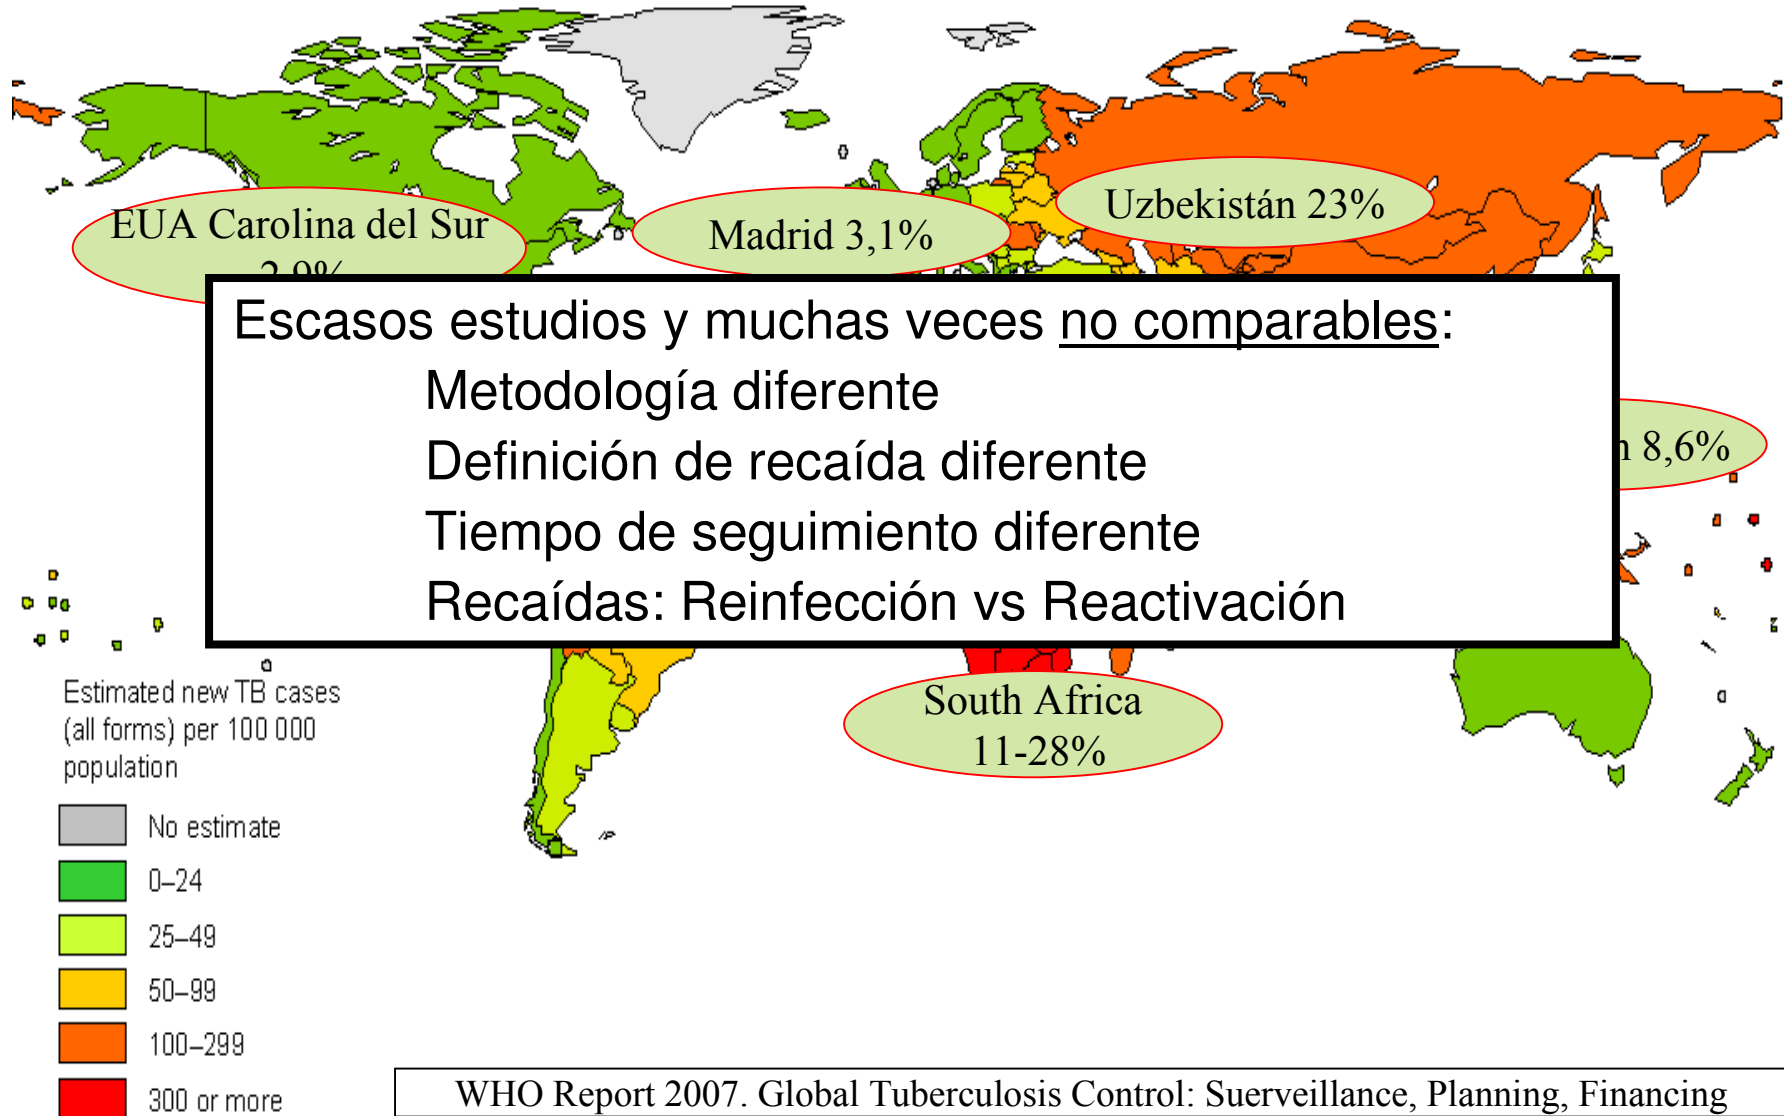 EUA Carolina del Sur
2,9%
Madrid 3,1%
Uzbekistán 23%
Escasos estudios y muchas veces no comparables:
Metodología diferente
Definición de recaída diferente
Tiempo de seguimiento diferente
Recaídas: Reinfección vs Reactivación
8,6%
South Africa
11-28%
Estimated new TB cases
(all forms) per 100 000
population
No estimate
0–24
25–49
50–99
100–299
300 or more
WHO Report 2007. Global Tuberculosis Control: Suerveillance, Planning, Financing